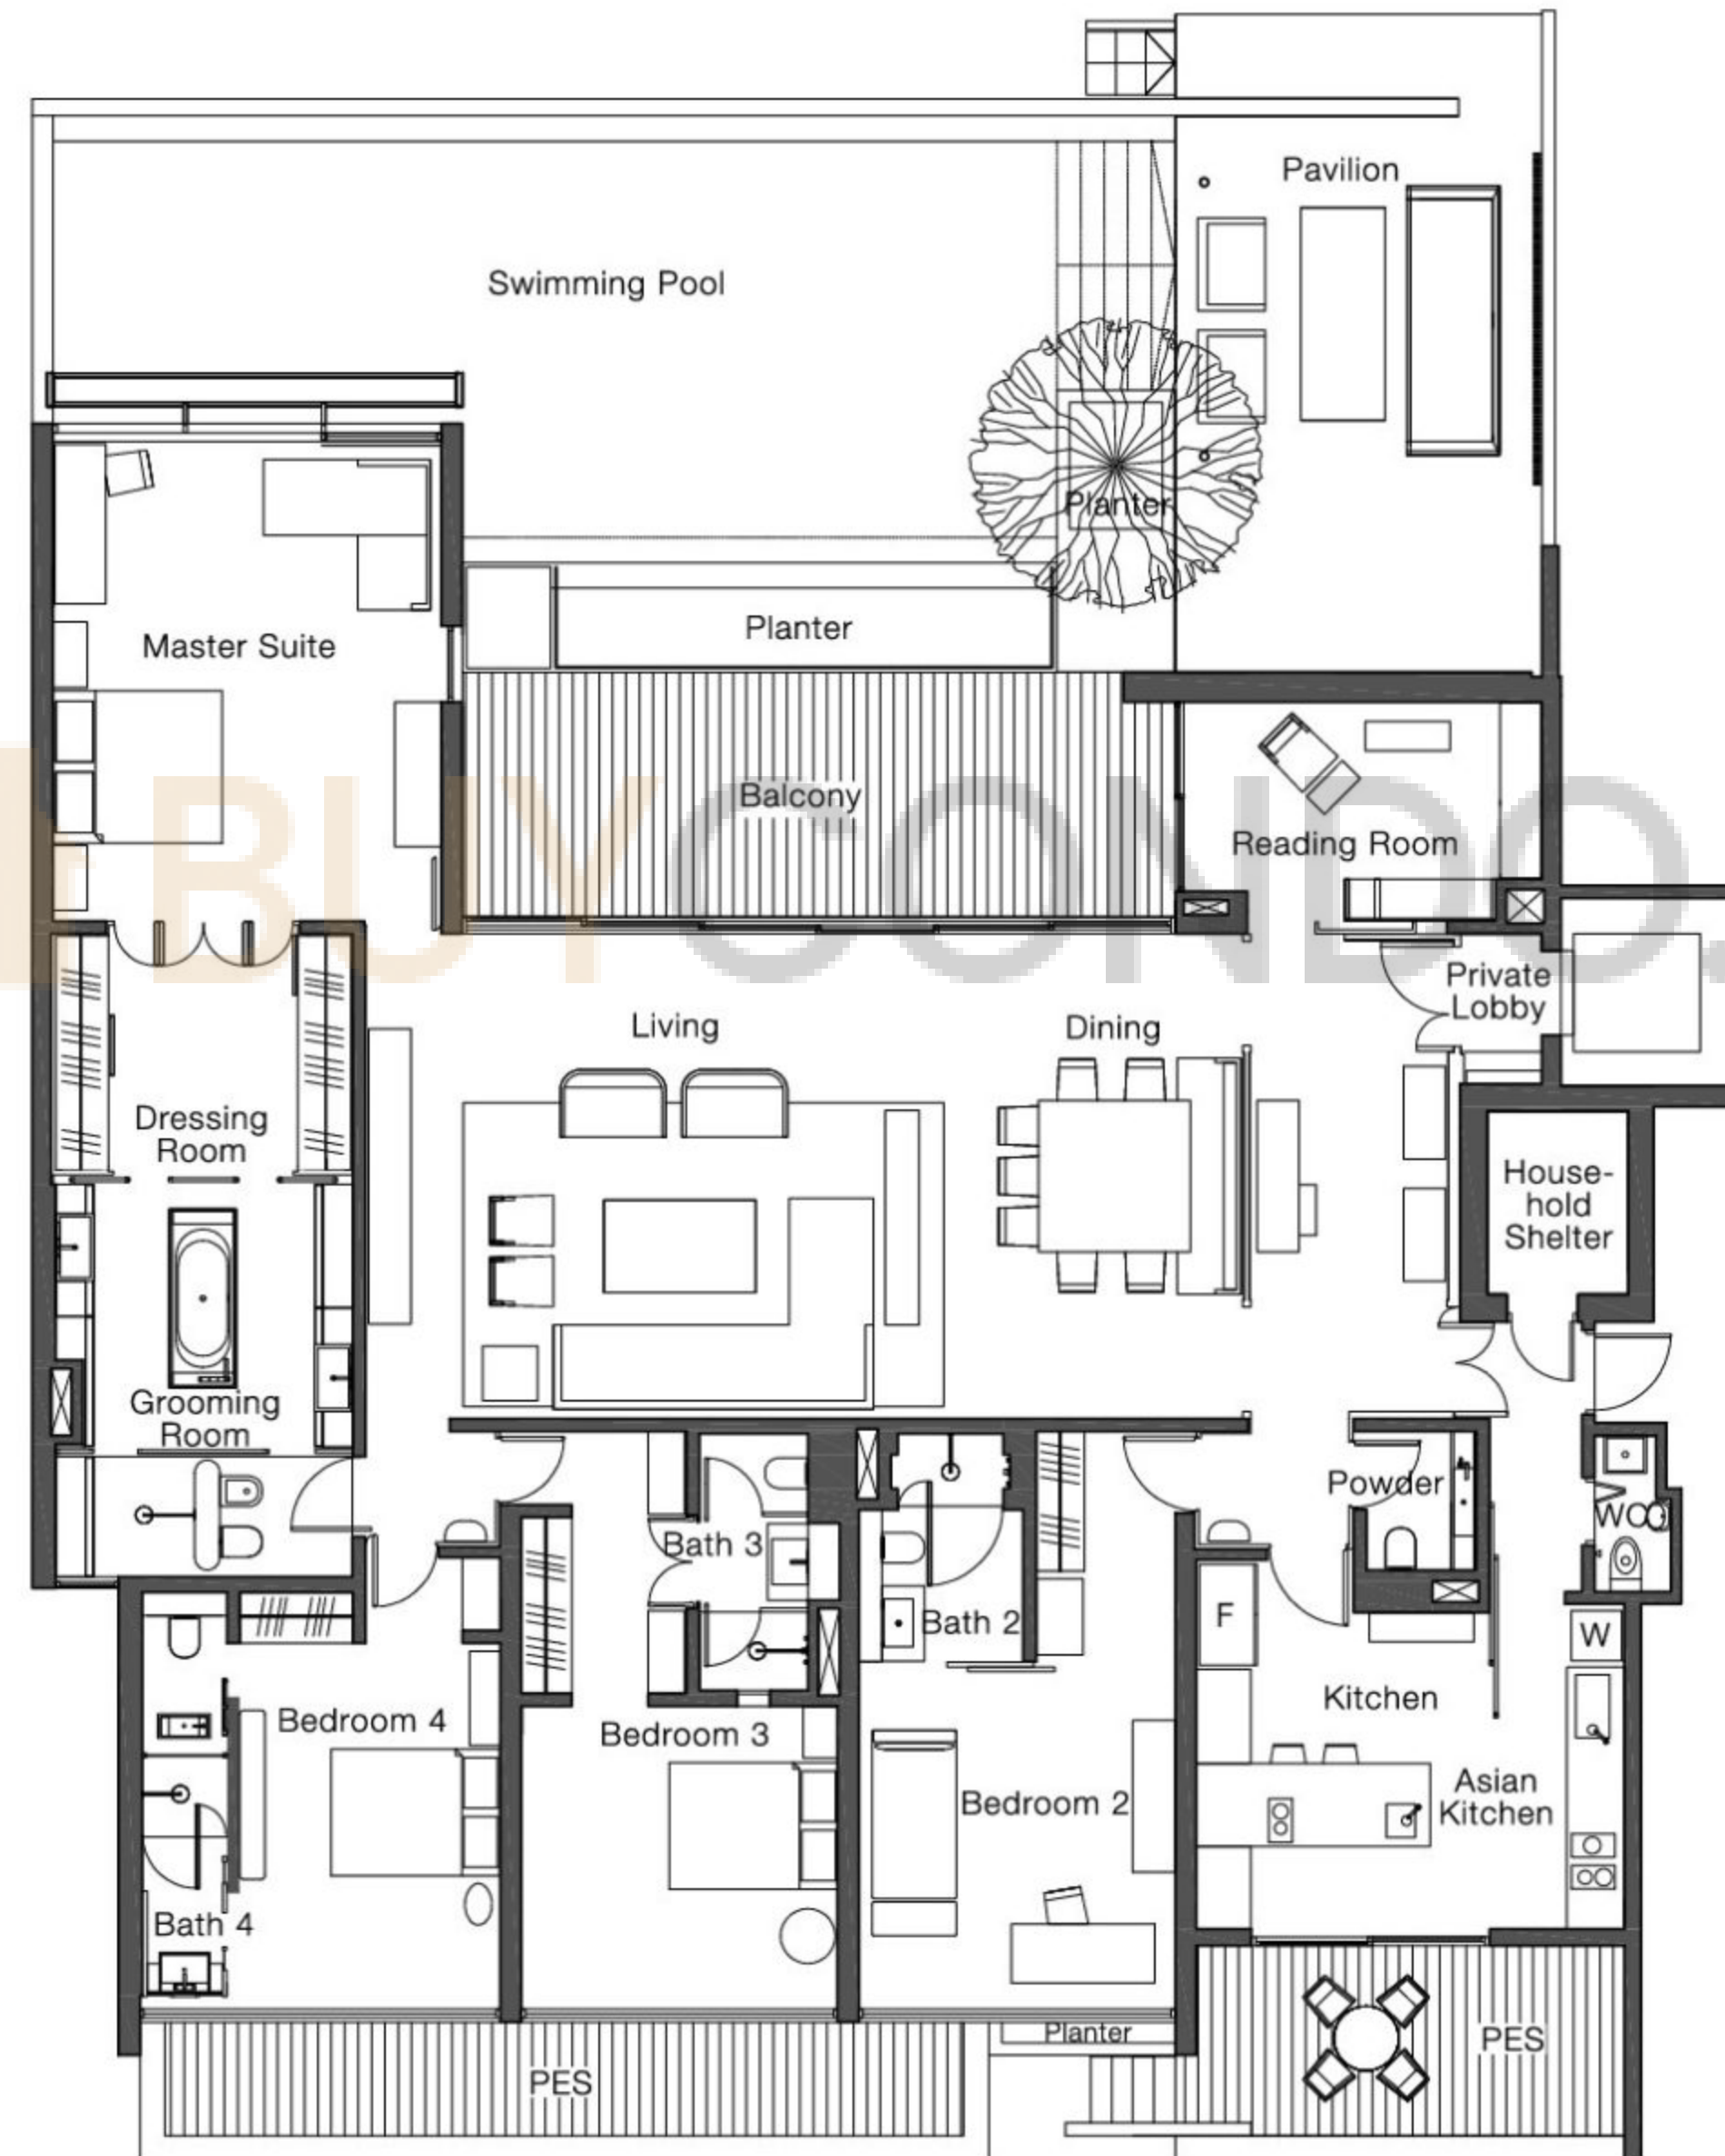 Pavilion
Swimming Pool
Planter
Planter
Master Suite
Balcony
BUYCONDO.
Reading Room
Private
Lobby
Living
Dining
Dressing
Room
House-
hold
Shelter
Grooming
Room
Powder
WC
Bath 3
Bath 2
F
W
Kitchen
Bedroom 4
Bedroom 3
Bedroom 2
Asian
Kitchen
Bath 4
Planter
PES
PES